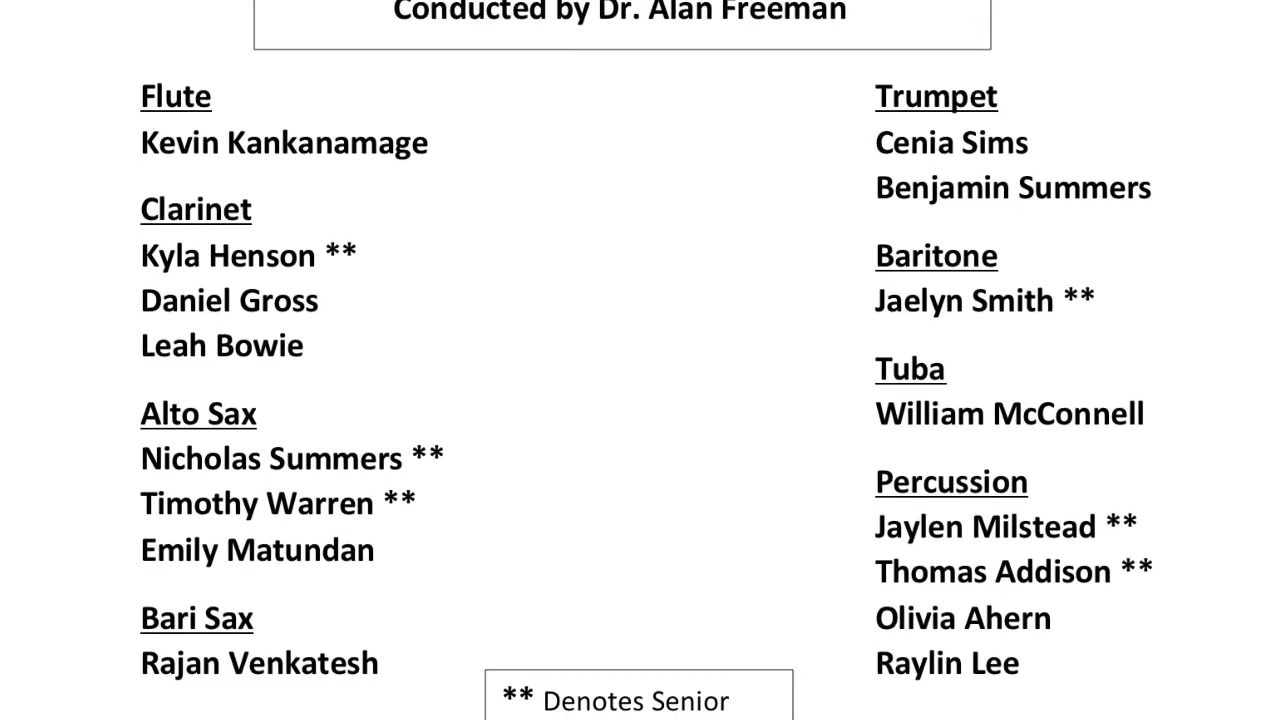 Conducted by Dr. Alan Freeman
Flute
Kevin Kankanamage
Clarinet
Kyla Henson **
Daniel Gross
Leah Bowie
Alto Sax
Nicholas Summers **
Timothy Warren **
Emily Matundan
Bari Sax
Rajan Venkatesh
Trumpet
Cenia Sims
Benjamin Summers
Baritone
Jaelyn Smith **
Tuba
William McConnell
Percussion
Jaylen Milstead **
Thomas Addison **
Olivia Ahern
Raylin Lee
** Denotes Senior